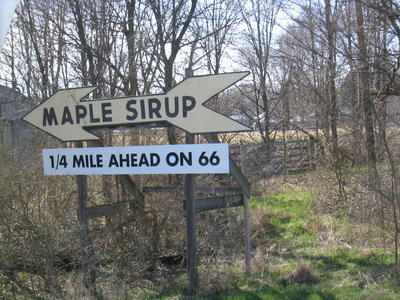 MAPLE SIRUP
1/4 MILE AHEAD ON 66